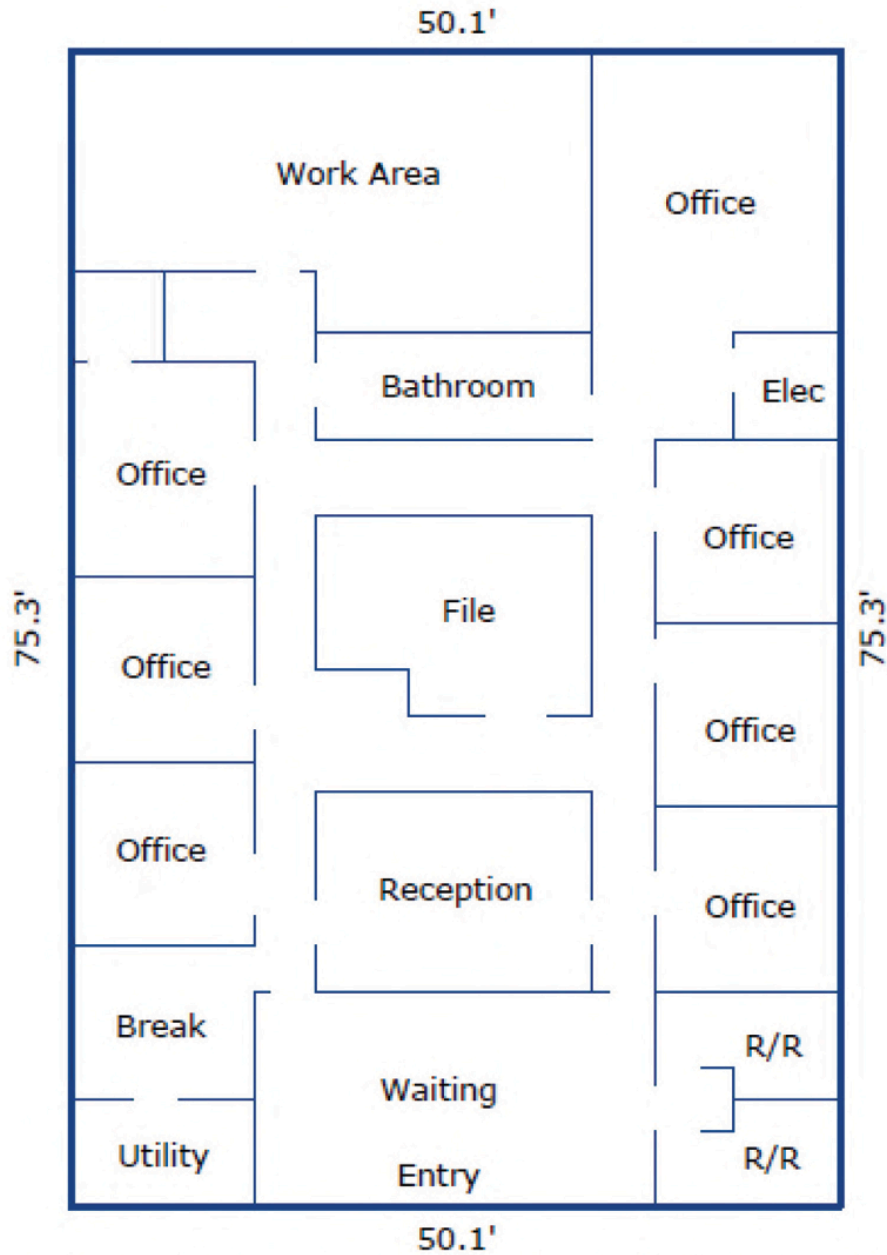 50.1'
Work Area
Office
Bathroom
Elec
Office
Office
File
75.3'
75.3'
Office
Office
Office
Reception
Office
Break
R/R
Waiting
Utility
R/R
Entry
50.1'